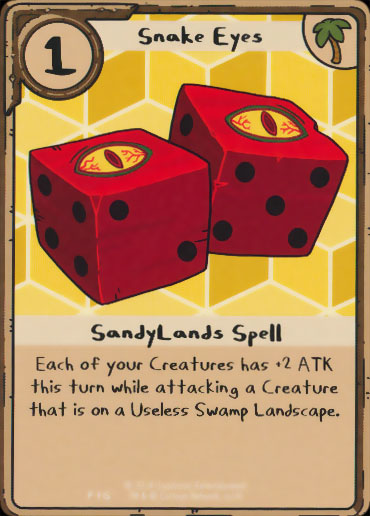 1
Snake Eyes
SandyLands Spell
Each of your Creatures has +2 ATK
this turn while attacking a Creature
that is on a Useless Swamp Landscape.